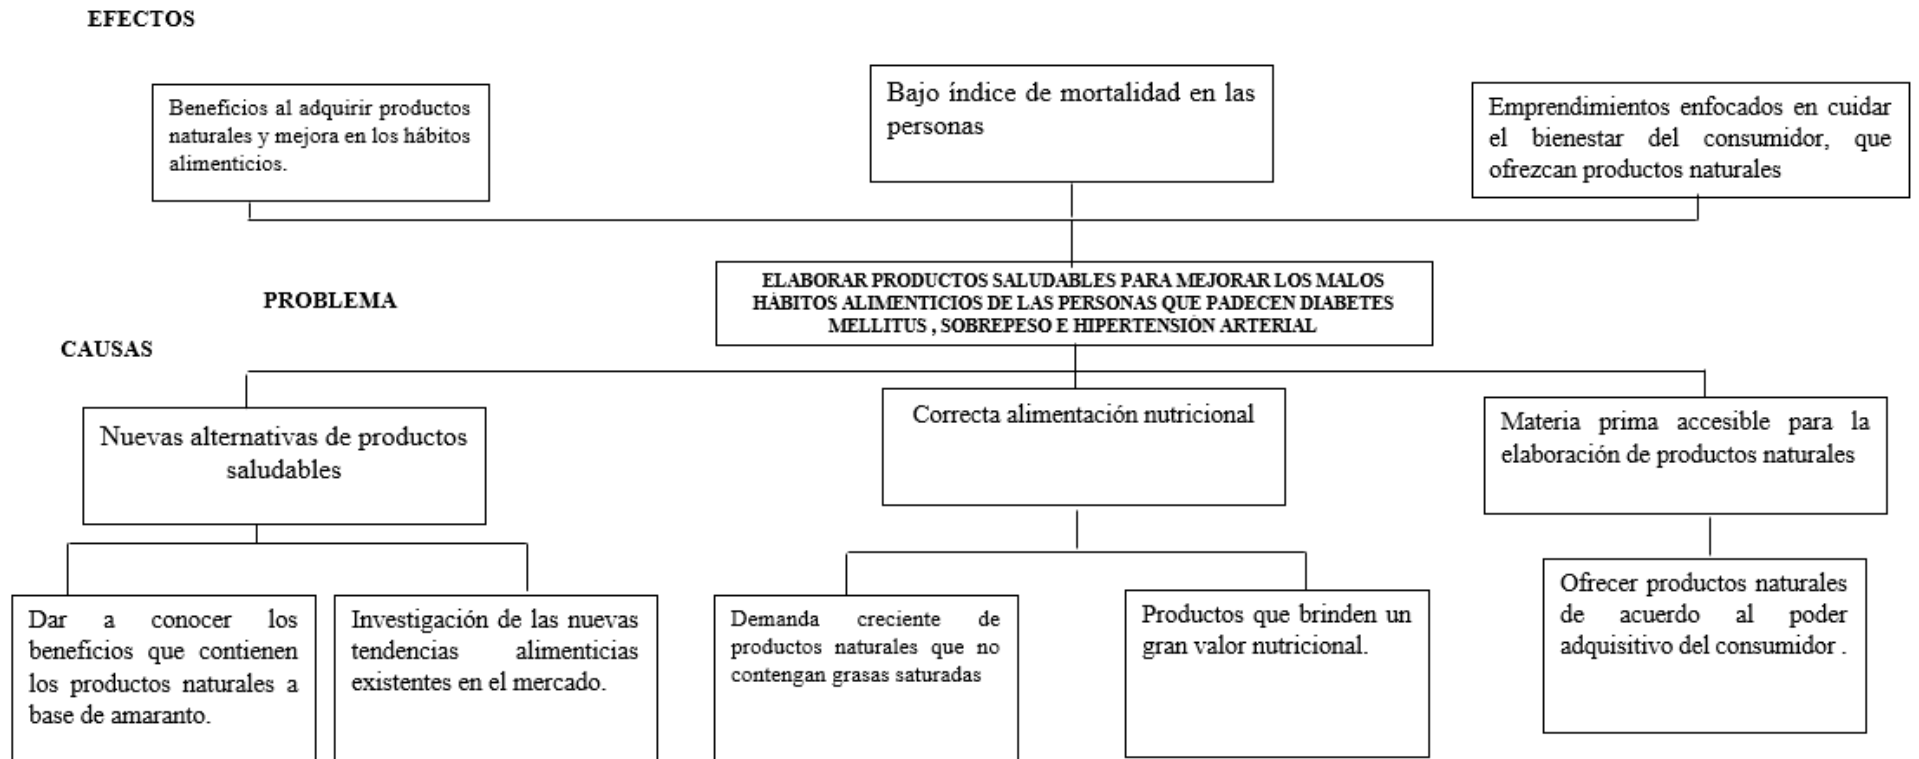 EFECTOS
Beneficios al adquirir productos
naturales y mejora en los hábitos
alimenticios.
Bajo índice de mortalidad en las
personas
Emprendimientos enfocados en cuidar
el bienestar del consumidor, que
ofrezcan productos naturales
PROBLEMA
ELABORAR PRODUCTOS SALUDABLES PARA MEJORAR LOS MALOS
HÁBITOS ALIMENTICIOS DE LAS PERSONAS QUE PADECEN DIABETES
MELLITUS , SOBREPESO E HIPERTENSIÓN ARTERIAL
CAUSAS
Nuevas alternativas de productos
saludables
Correcta alimentación nutricional
Materia prima accesible para la
elaboración de productos naturales
Dar a conocer los
beneficios que contienen
los productos naturales a
base de amaranto.
Investigación de las nuevas
tendencias alimenticias
existentes en el mercado.
Demanda creciente de
productos naturales que no
contengan grasas saturadas
Productos que brinden un
gran valor nutricional.
Ofrecer productos naturales
de acuerdo al poder
adquisitivo del consumidor .